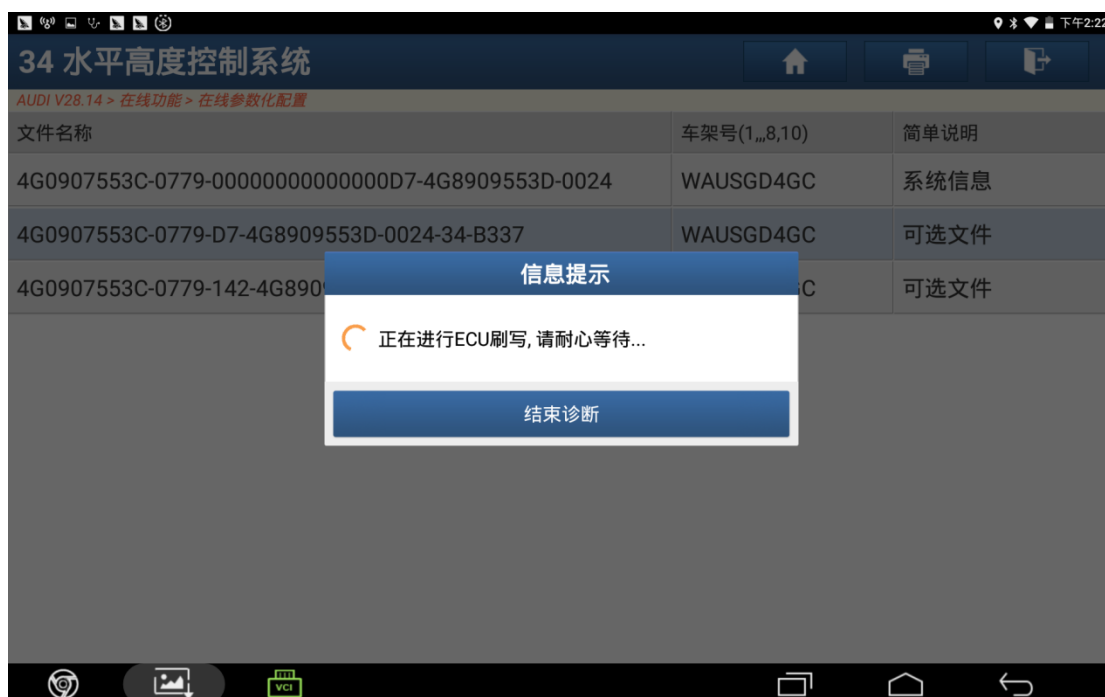 下午2:22
34 水平高度控制系统
AUDI V28.14 > 在线功能 > 在线参数化配置
文件名称 车架号(1,,,8,10) 简单说明
4G0907553C-0779-00000000000000D7-4G8909553D-0024 WAUSGD4GC 系统信息
4G0907553C-0779-D7-4G8909553D-0024-34-B337 WAUSGD4GC 可选文件
4G0907553C-0779-142-4G890 C 可选文件
信息提示
正在进行ECU刷写, 请耐心等待...
结束诊断
VCI